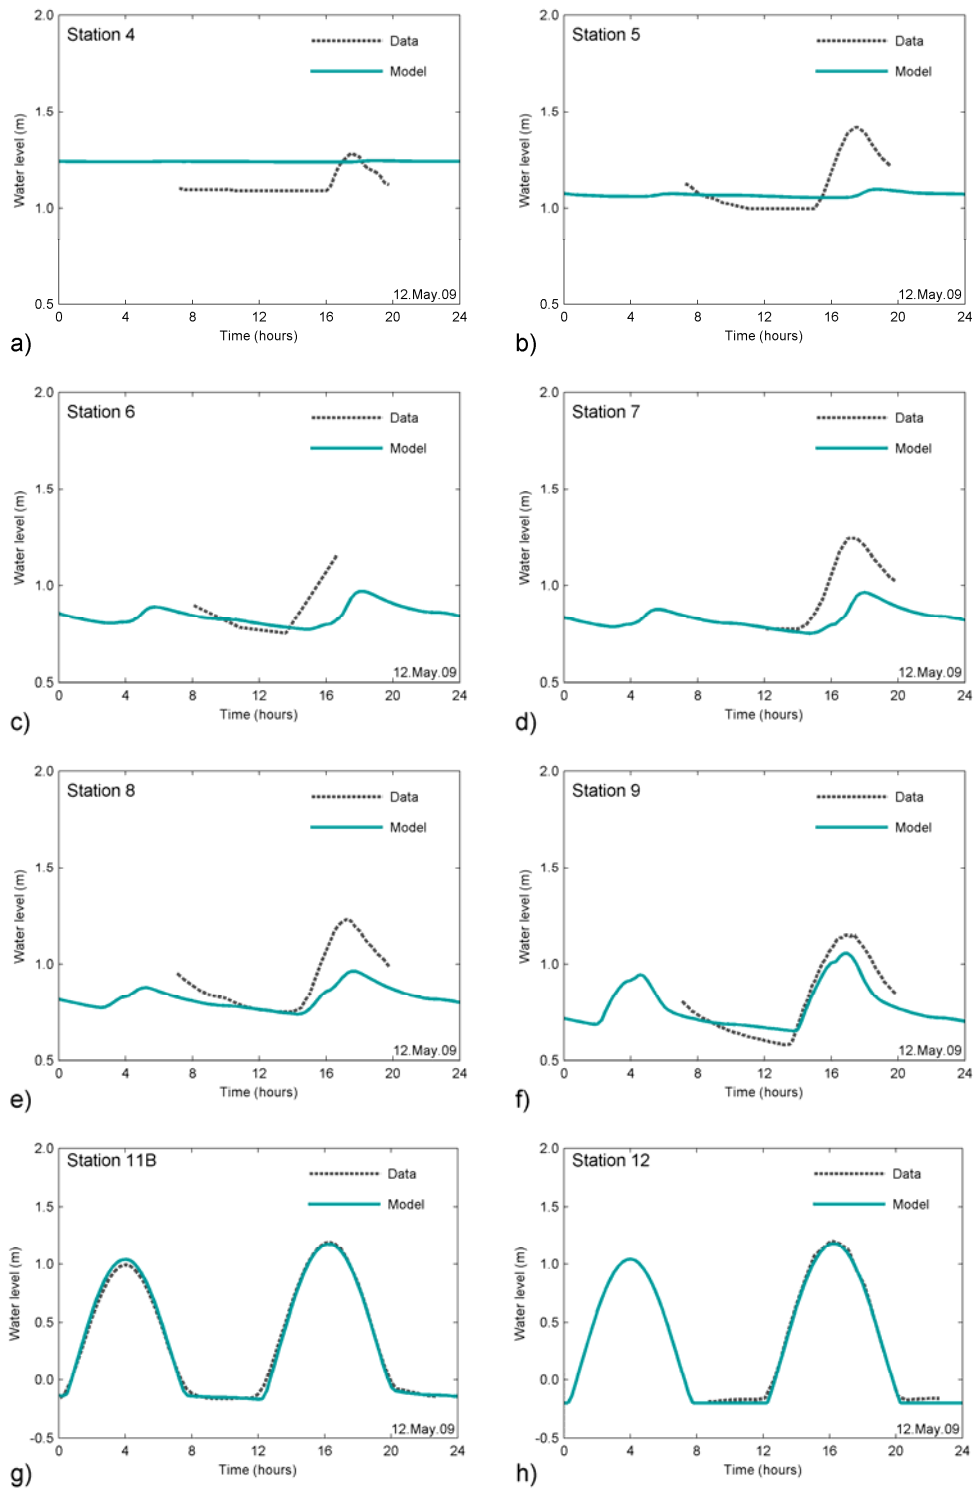 Station 4
Data
Model
2.0
1.5
1.0
0.5
Water level (m)
12.May.09
0 4 8 12 16 20 24
Time (hours)
a)
Station 5
Data
Model
2.0
1.5
1.0
0.5
Water level (m)
12.May.09
0 4 8 12 16 20 24
Time (hours)
b)
Station 6
Data
Model
2.0
1.5
1.0
0.5
Water level (m)
12.May.09
0 4 8 12 16 20 24
Time (hours)
c)
Station 7
Data
Model
2.0
1.5
1.0
0.5
Water level (m)
12.May.09
0 4 8 12 16 20 24
Time (hours)
d)
Station 8
Data
Model
2.0
1.5
1.0
0.5
Water level (m)
12.May.09
0 4 8 12 16 20 24
Time (hours)
e)
Station 9
Data
Model
2.0
1.5
1.0
0.5
Water level (m)
12.May.09
0 4 8 12 16 20 24
Time (hours)
f)
Station 11B
Data
Model
2.0
1.5
1.0
0.5
0.0
-0.5
Water level (m)
12.May.09
0 4 8 12 16 20 24
Time (hours)
g)
Station 12
Data
Model
2.0
1.5
1.0
0.5
0.0
-0.5
Water level (m)
12.May.09
0 4 8 12 16 20 24
Time (hours)
h)